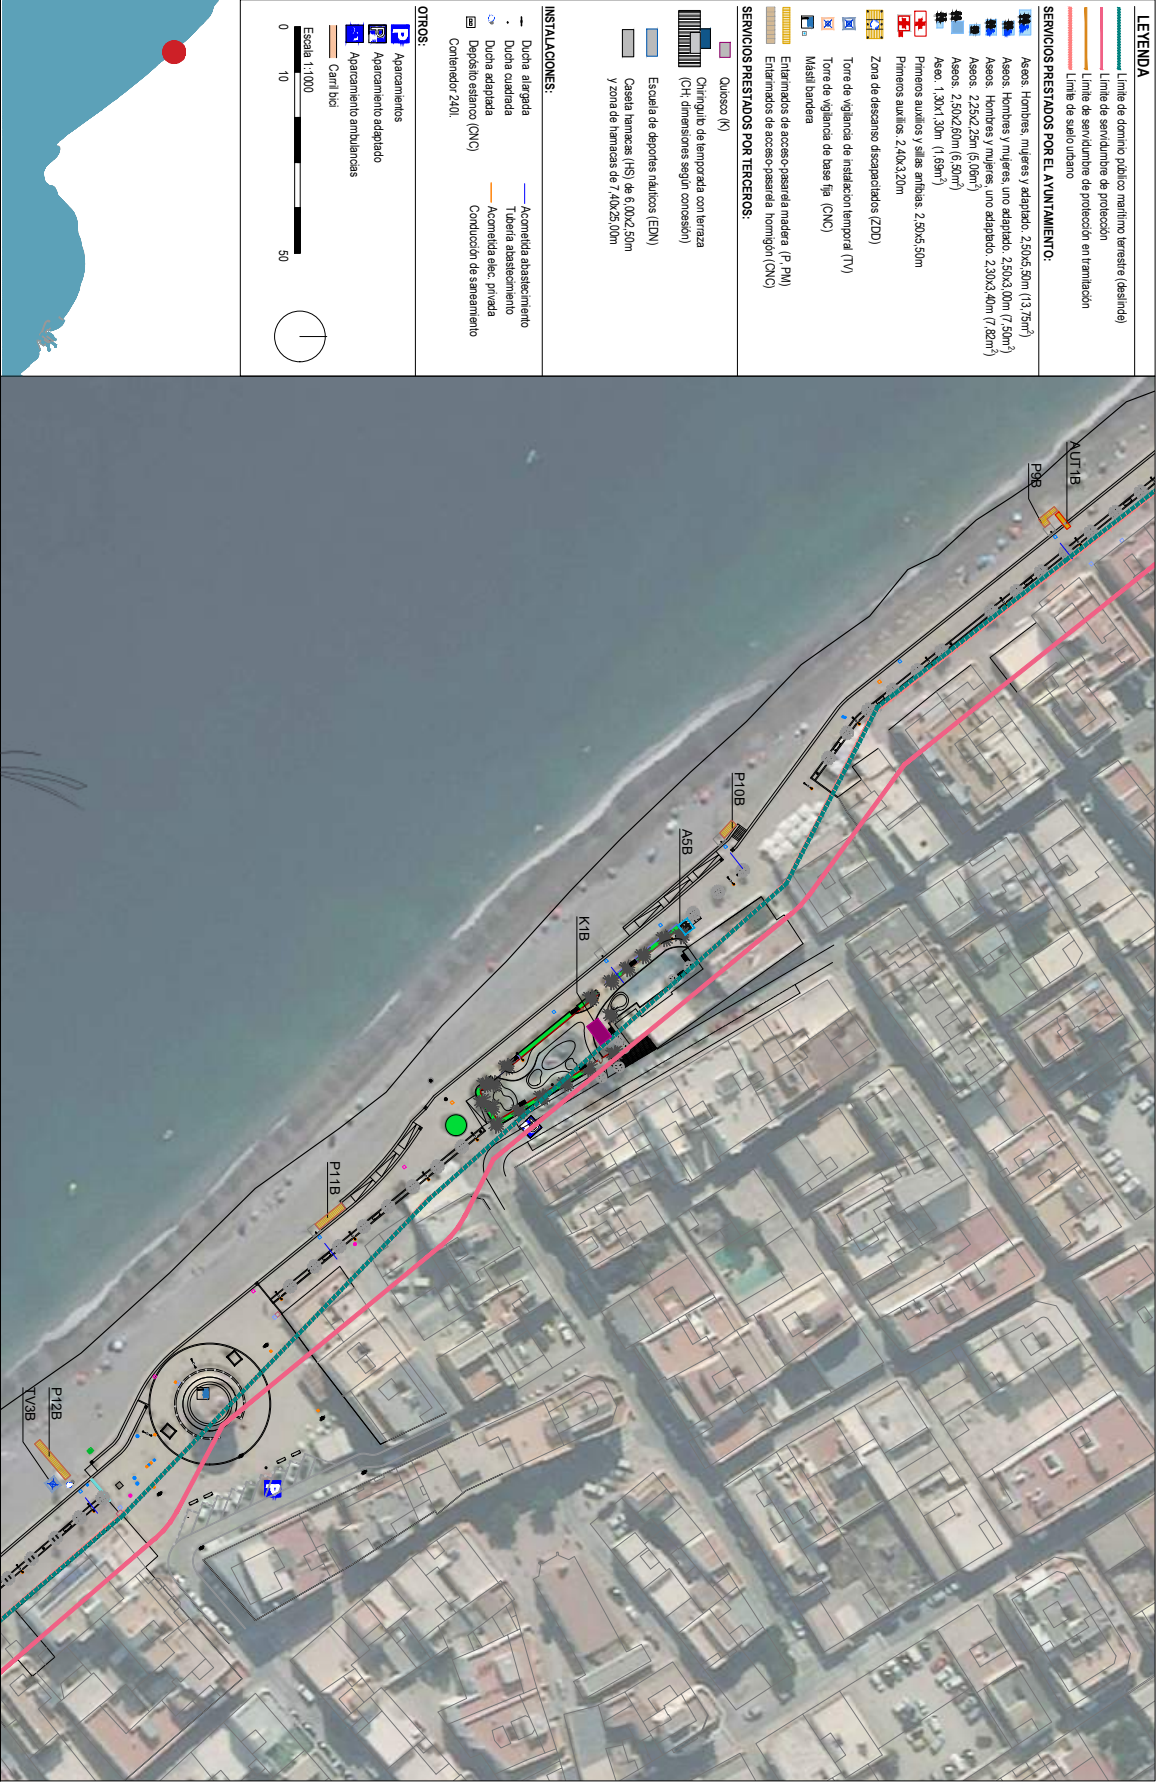 LEYENDA
Límite de dominio público marítimo terrestre (deslinde)
Límite de servidumbre de protección
Límite de servidumbre de protección en tramitación
Límite de suelo urbano
SERVICIOS PRESTADOS POR EL AYUNTAMIENTO:
Aseos. Hombres, mujeres y adaptado. 2,50x5,50m (13,75m²)
Aseos. Hombres y mujeres, uno adaptado. 2,50x3,00m (7,50m²)
Aseos. Hombres y mujeres, uno adaptado. 2,30x3,40m (7,82m²)
Aseos. 2,25x2,25m (5,06m²)
Aseos. 2,50x2,60m (6,50m²)
Aseo. 1,30x1,30m (1,69m²)
Primeros auxilios y sillas anfibias. 2,50x5,50m
Primeros auxilios. 2,40x3,20m
Zona de descanso discapacitados (ZDD)
Torre de vigilancia de instalacion temporal (TV)
Torre de vigilancia de base fija (CNC)
Mástil bandera
Entarimados de acceso-pasarela madera (P, PM)
Entarimados de acceso-pasarela hormigón (CNC)
SERVICIOS PRESTADOS POR TERCEROS:
Quiosco (K)
Chiringuito de temporada con terraza
(CH; dimensiones según concesión)
Escuela de deportes náuticos (EDN)
Caseta hamacas (HS) de 6,00x2,50m
y zona de hamacas de 7,40x25,00m
INSTALACIONES:
Ducha alargada
Ducha cuadrada
Ducha adaptada
Depósito estanco (CNC)
Contenedor 240l.
Acometida abastecimiento
Tubería abastecimiento
Acometida elec. privada
Conducción de saneamiento
OTROS:
P
Aparcamientos
Aparcamiento adaptado
Aparcamiento ambulancias
Carril bici
Escala 1:1000
0
10
50
AUT1B
P9B
P10B
A5B
K1B
P11B
P12B
TV3B